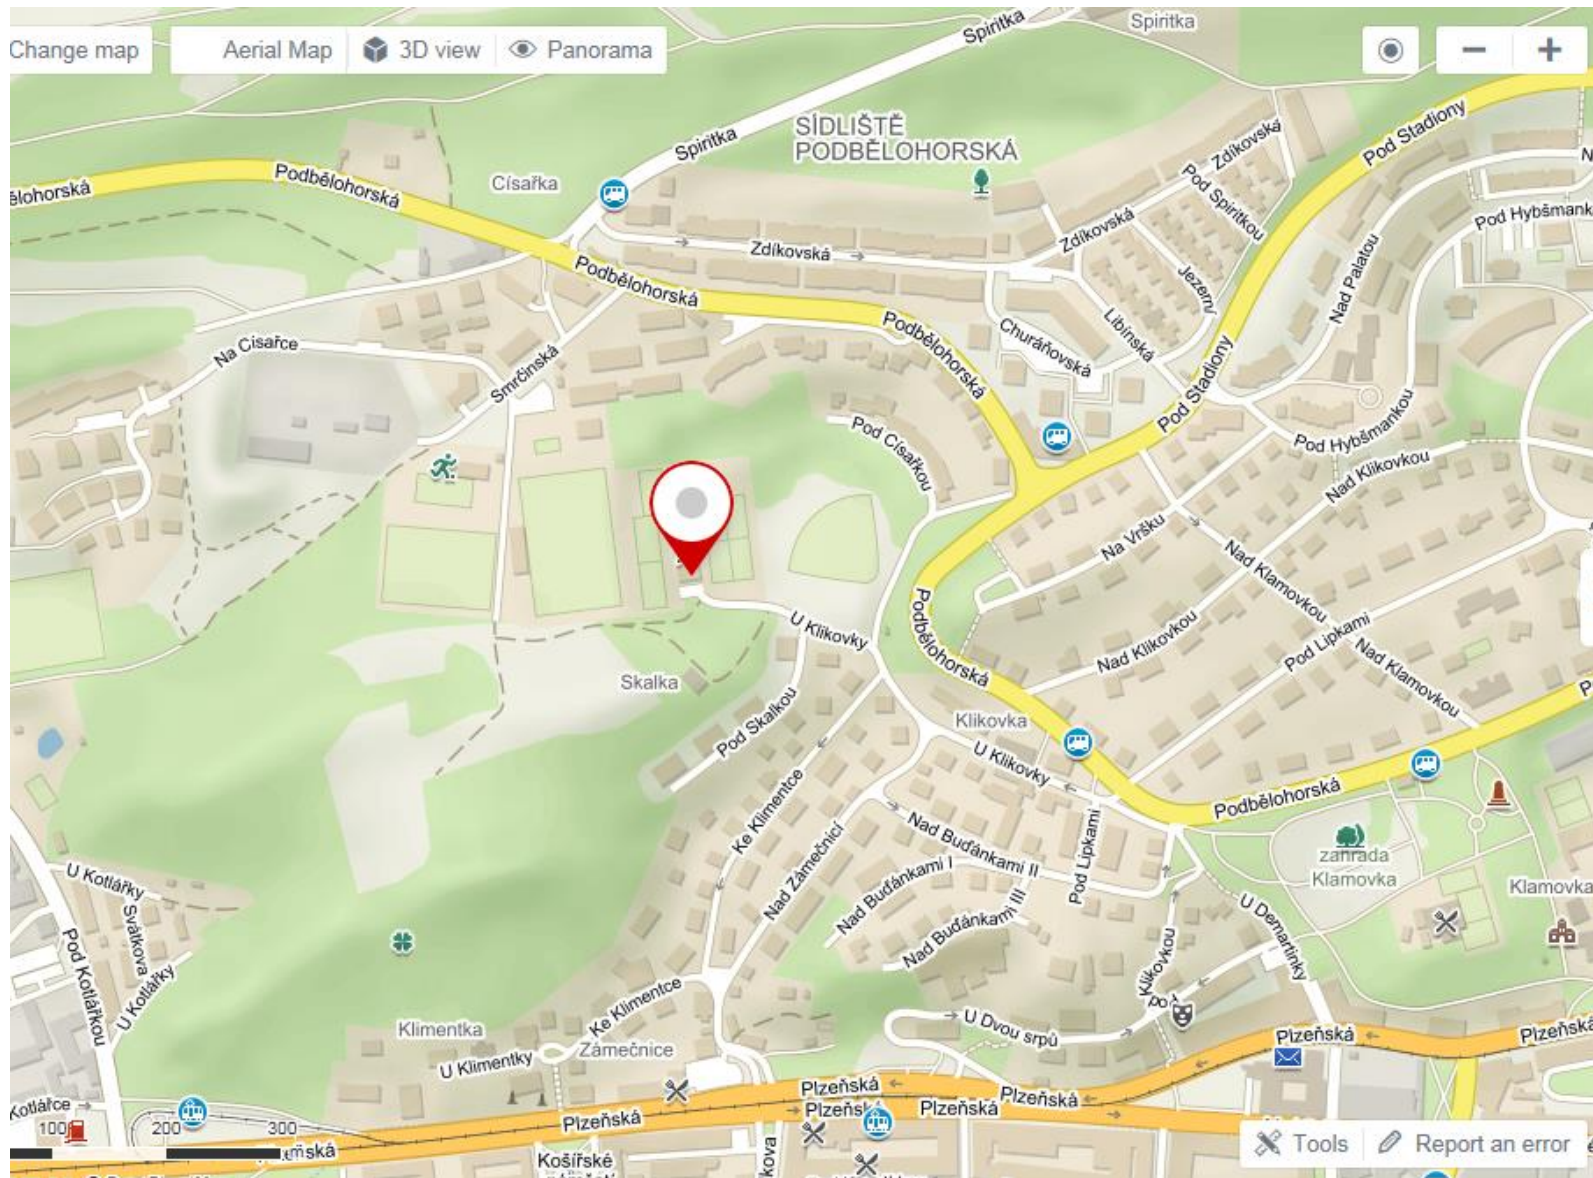 Change map
Aerial Map
3D view
Panorama
Spiritka
Spiritka
Spiritka
SÍDLIŠTĚ
PODBĚLOHORSKÁ
Pod Stadiony
Zdíkovská
Pod Spiritkou
Císařka
Podbělohorská
Pod Hybšmank
Zdíkovská
Zdíkovská
Podbělohorská
Jezerní
Nad Palatou
Na Císařce
Podbělohorská
Churáňovská
Libínská
Smrčinská
Pod Stadiony
Pod Císařkou
Pod Hybšmankou
Nad Klikovkou
Na Vršku
Nad Klamovkou
U Klikovky
Podbělohorská
Nad Klikovkou
Pod Lipkami
Nad Klamovkou
Skalka
Pod Skalkou
Klikovka
U Klikovky
Podbělohorská
Ke Klimentce
Nad Zámečnicí
Nad Buďánkami II
Pod Lipkami
zahrada
Klamovka
Klamovka
U Kotlářky
Svátkova
Nad Buďánkami I
Nad Buďánkami III
U Demartinky
Pod Kotlářkou
U Kotlářky
Klikovkou
pod
Ke Klimentce
Klimentka
U Dvou srpů
Zámečnice
U Klimentky
Plzeňská
Plzeňská
Plzeňská
Plzeňská
Plzeňská
Plzeňská
Kotlářce
100
200
300
m
Košířské
Tools
Report an error